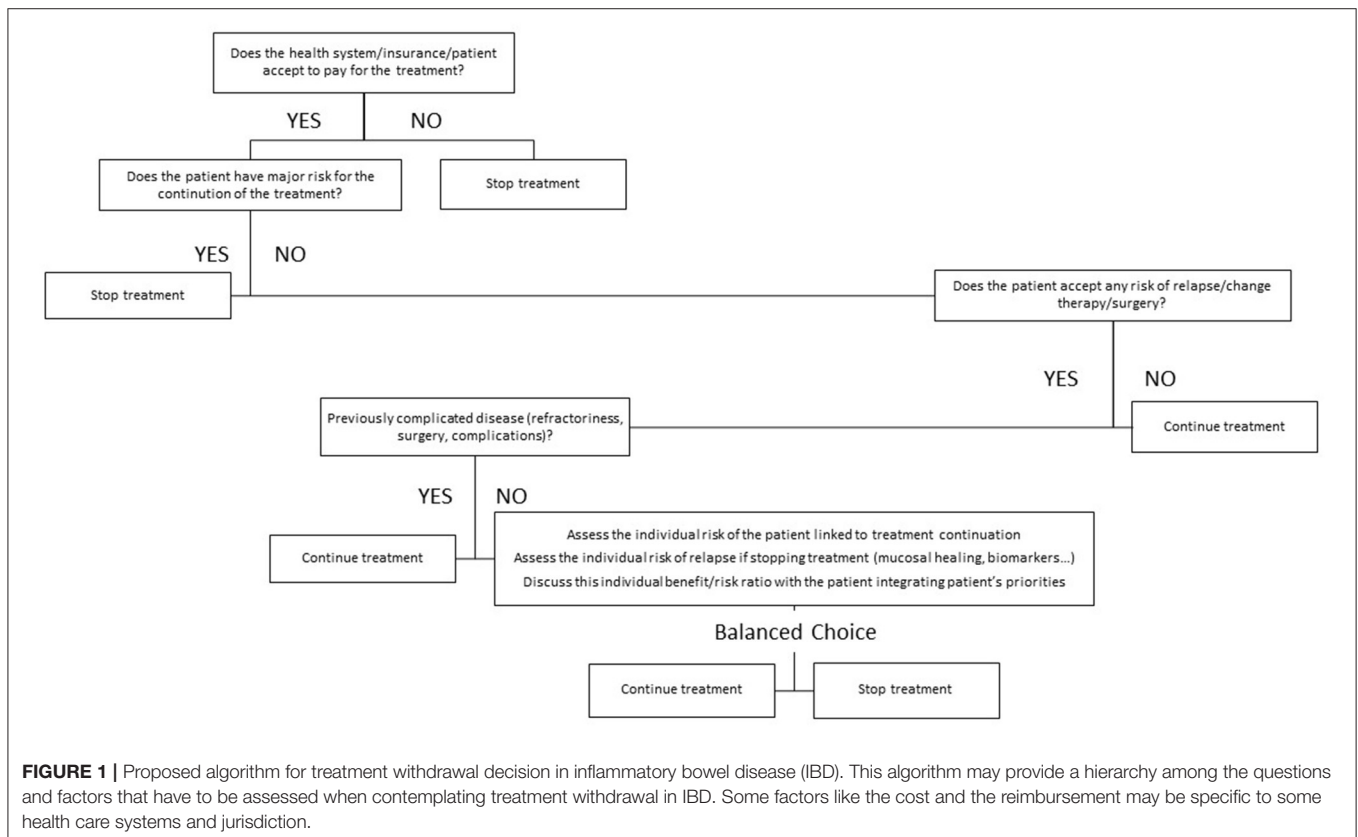 Does the health system/insurance/patient
accept to pay for the treatment?
YES
NO
Does the patient have major risk for the
continution of the treatment?
Stop treatment
YES
NO
Stop treatment
Does the patient accept any risk of relapse/change
therapy/surgery?
YES
NO
Previously complicated disease (refractoriness,
surgery, complications)?
Continue treatment
YES
NO
Continue treatment
Assess the individual risk of the patient linked to treatment continuation
Assess the individual risk of relapse if stopping treatment (mucosal healing, biomarkers...)
Discuss this individual benefit/risk ratio with the patient integrating patient's priorities
Balanced Choice
Continue treatment
Stop treatment
FIGURE 1 | Proposed algorithm for treatment withdrawal decision in inflammatory bowel disease (IBD). This algorithm may provide a hierarchy among the questions
and factors that have to be assessed when contemplating treatment withdrawal in IBD. Some factors like the cost and the reimbursement may be specific to some
health care systems and jurisdiction.